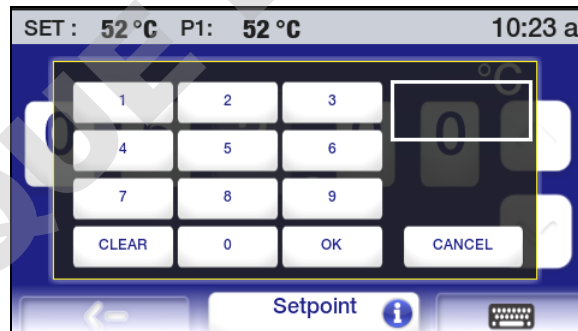 SET : 52 °C P1: 52 °C 10:23 a
°C
1 2 3
4 5 6
7 8 9
CLEAR 0 OK CANCEL
Setpoint